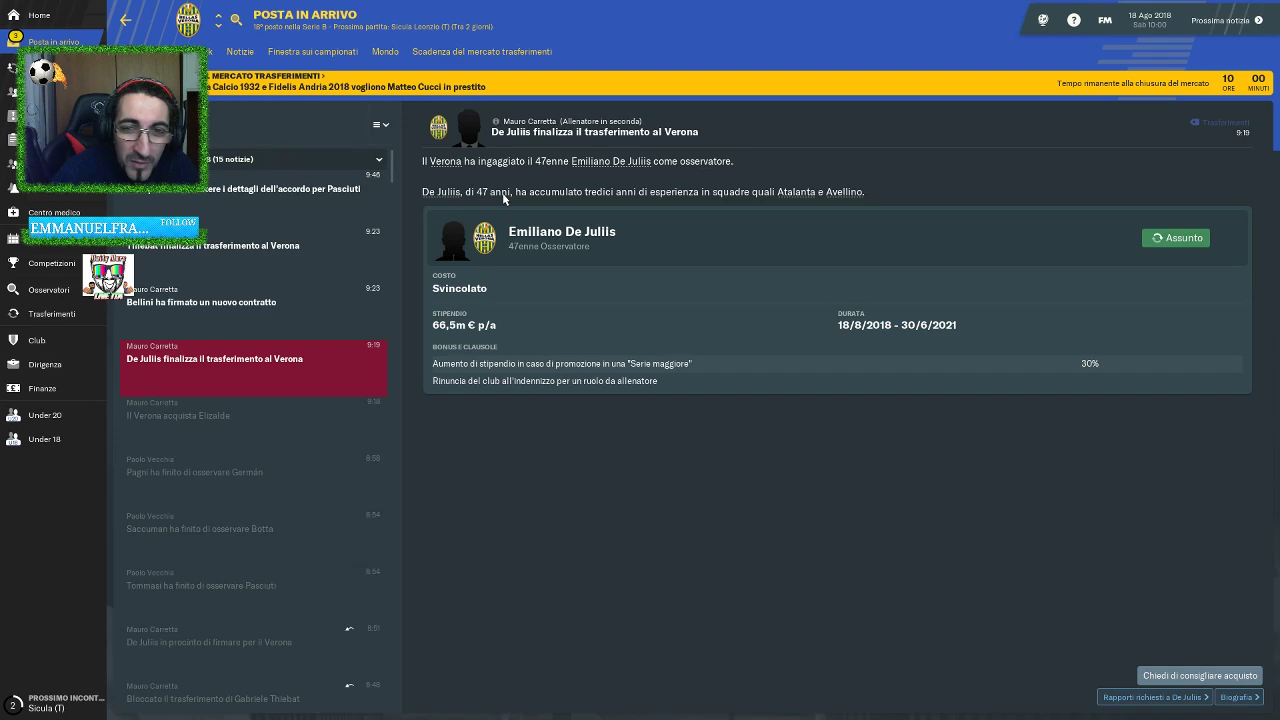 Home
POSTA IN ARRIVO
18° posto nella Serie B - Prossima partita: Sicula Leonzio (T) (Tra 2 giorni)
FM
18 Ago 2018
Sab 10:00
Prossima notizia
3
Posta in arrivo
Notizie
Finestra sui campionati
Mondo
Scadenza del mercato trasferimenti
MERCATO TRASFERIMENTI
Calcio 1932 e Fidelis Andria 2018 vogliono Matteo Cucci in prestito
Tempo rimanente alla chiusura del mercato
10
ORE
00
MINUTI
Mauro Carretta (Allenatore in seconda)
De Juliis finalizza il trasferimento al Verona
Trasferimenti
9:19
(15 notizie)
Il Verona ha ingaggiato il 47enne Emiliano De Juliis come osservatore.
De Juliis, di 47 anni, ha accumulato tredici anni di esperienza in squadre quali Atalanta e Avellino.
9:46
i dettagli dell'accordo per Pasciuti
Centro medico
EMMANUELFRA...
FOLLOW
9:23
Thiebat finalizza il trasferimento al Verona
Competizioni
Osservatori
9:23
Bellini ha firmato un nuovo contratto
Trasferimenti
Club
Dirigenza
Finanze
Under 20
Under 18
Mauro Carretta
9:19
De Juliis finalizza il trasferimento al Verona
Mauro Carretta
9:18
Il Verona acquista Elizalde
Paolo Vecchia
8:58
Pagni ha finito di osservare Germán
Paolo Vecchia
8:54
Saccuman ha finito di osservare Botta
Paolo Vecchia
8:54
Tommasi ha finito di osservare Pasciuti
Mauro Carretta
8:51
De Juliis in procinto di firmare per il Verona
Mauro Carretta
8:48
Bloccato il trasferimento di Gabriele Thiebat
Emiliano De Juliis
47enne Osservatore
Assunto
COSTO
Svincolato
STIPENDIO
66,5m € p/a
DURATA
18/8/2018 - 30/6/2021
BONUS E CLAUSOLE
Aumento di stipendio in caso di promozione in una "Serie maggiore"
30%
Rinuncia del club all'indennizzo per un ruolo da allenatore
Chiedi di consigliare acquisto
Rapporti richiesti a De Juliis
Biografia
2
PROSSIMO INCONT...
Sicula (T)